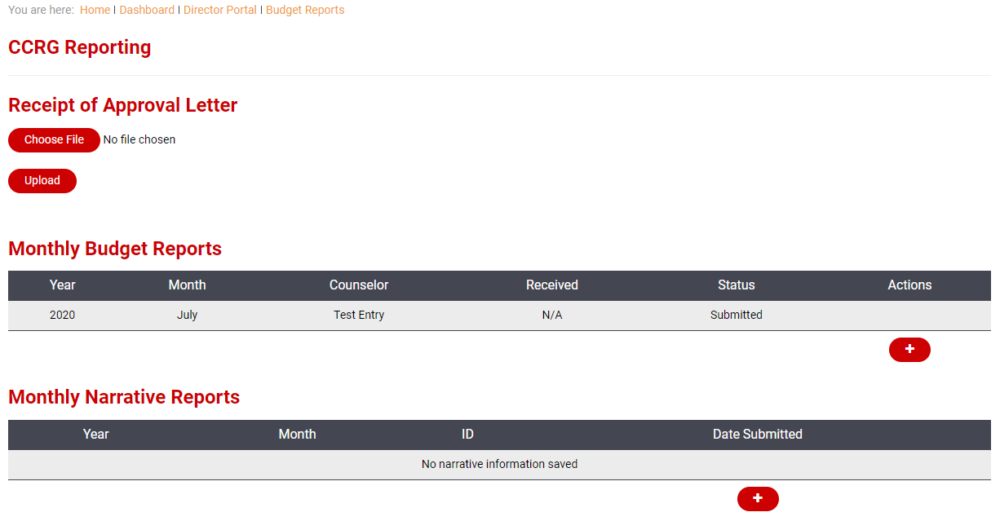 You are here: Home | Dashboard | Director Portal | Budget Reports
CCRG Reporting
Receipt of Approval Letter
Choose File No file chosen
Upload
Monthly Budget Reports
Year Month Counselor Received Status Actions
2020 July Test Entry N/A Submitted
+
Monthly Narrative Reports
Year Month ID Date Submitted
No narrative information saved
+